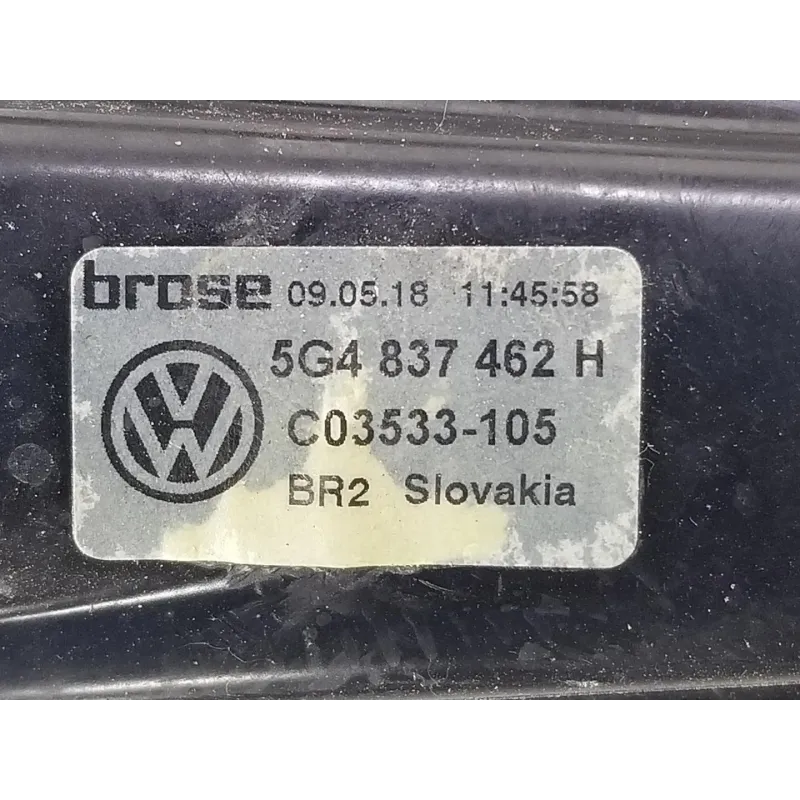 brose 09.05.18 11:45:58
5G4 837 462 H
C03533-105
BR2 Slovakia